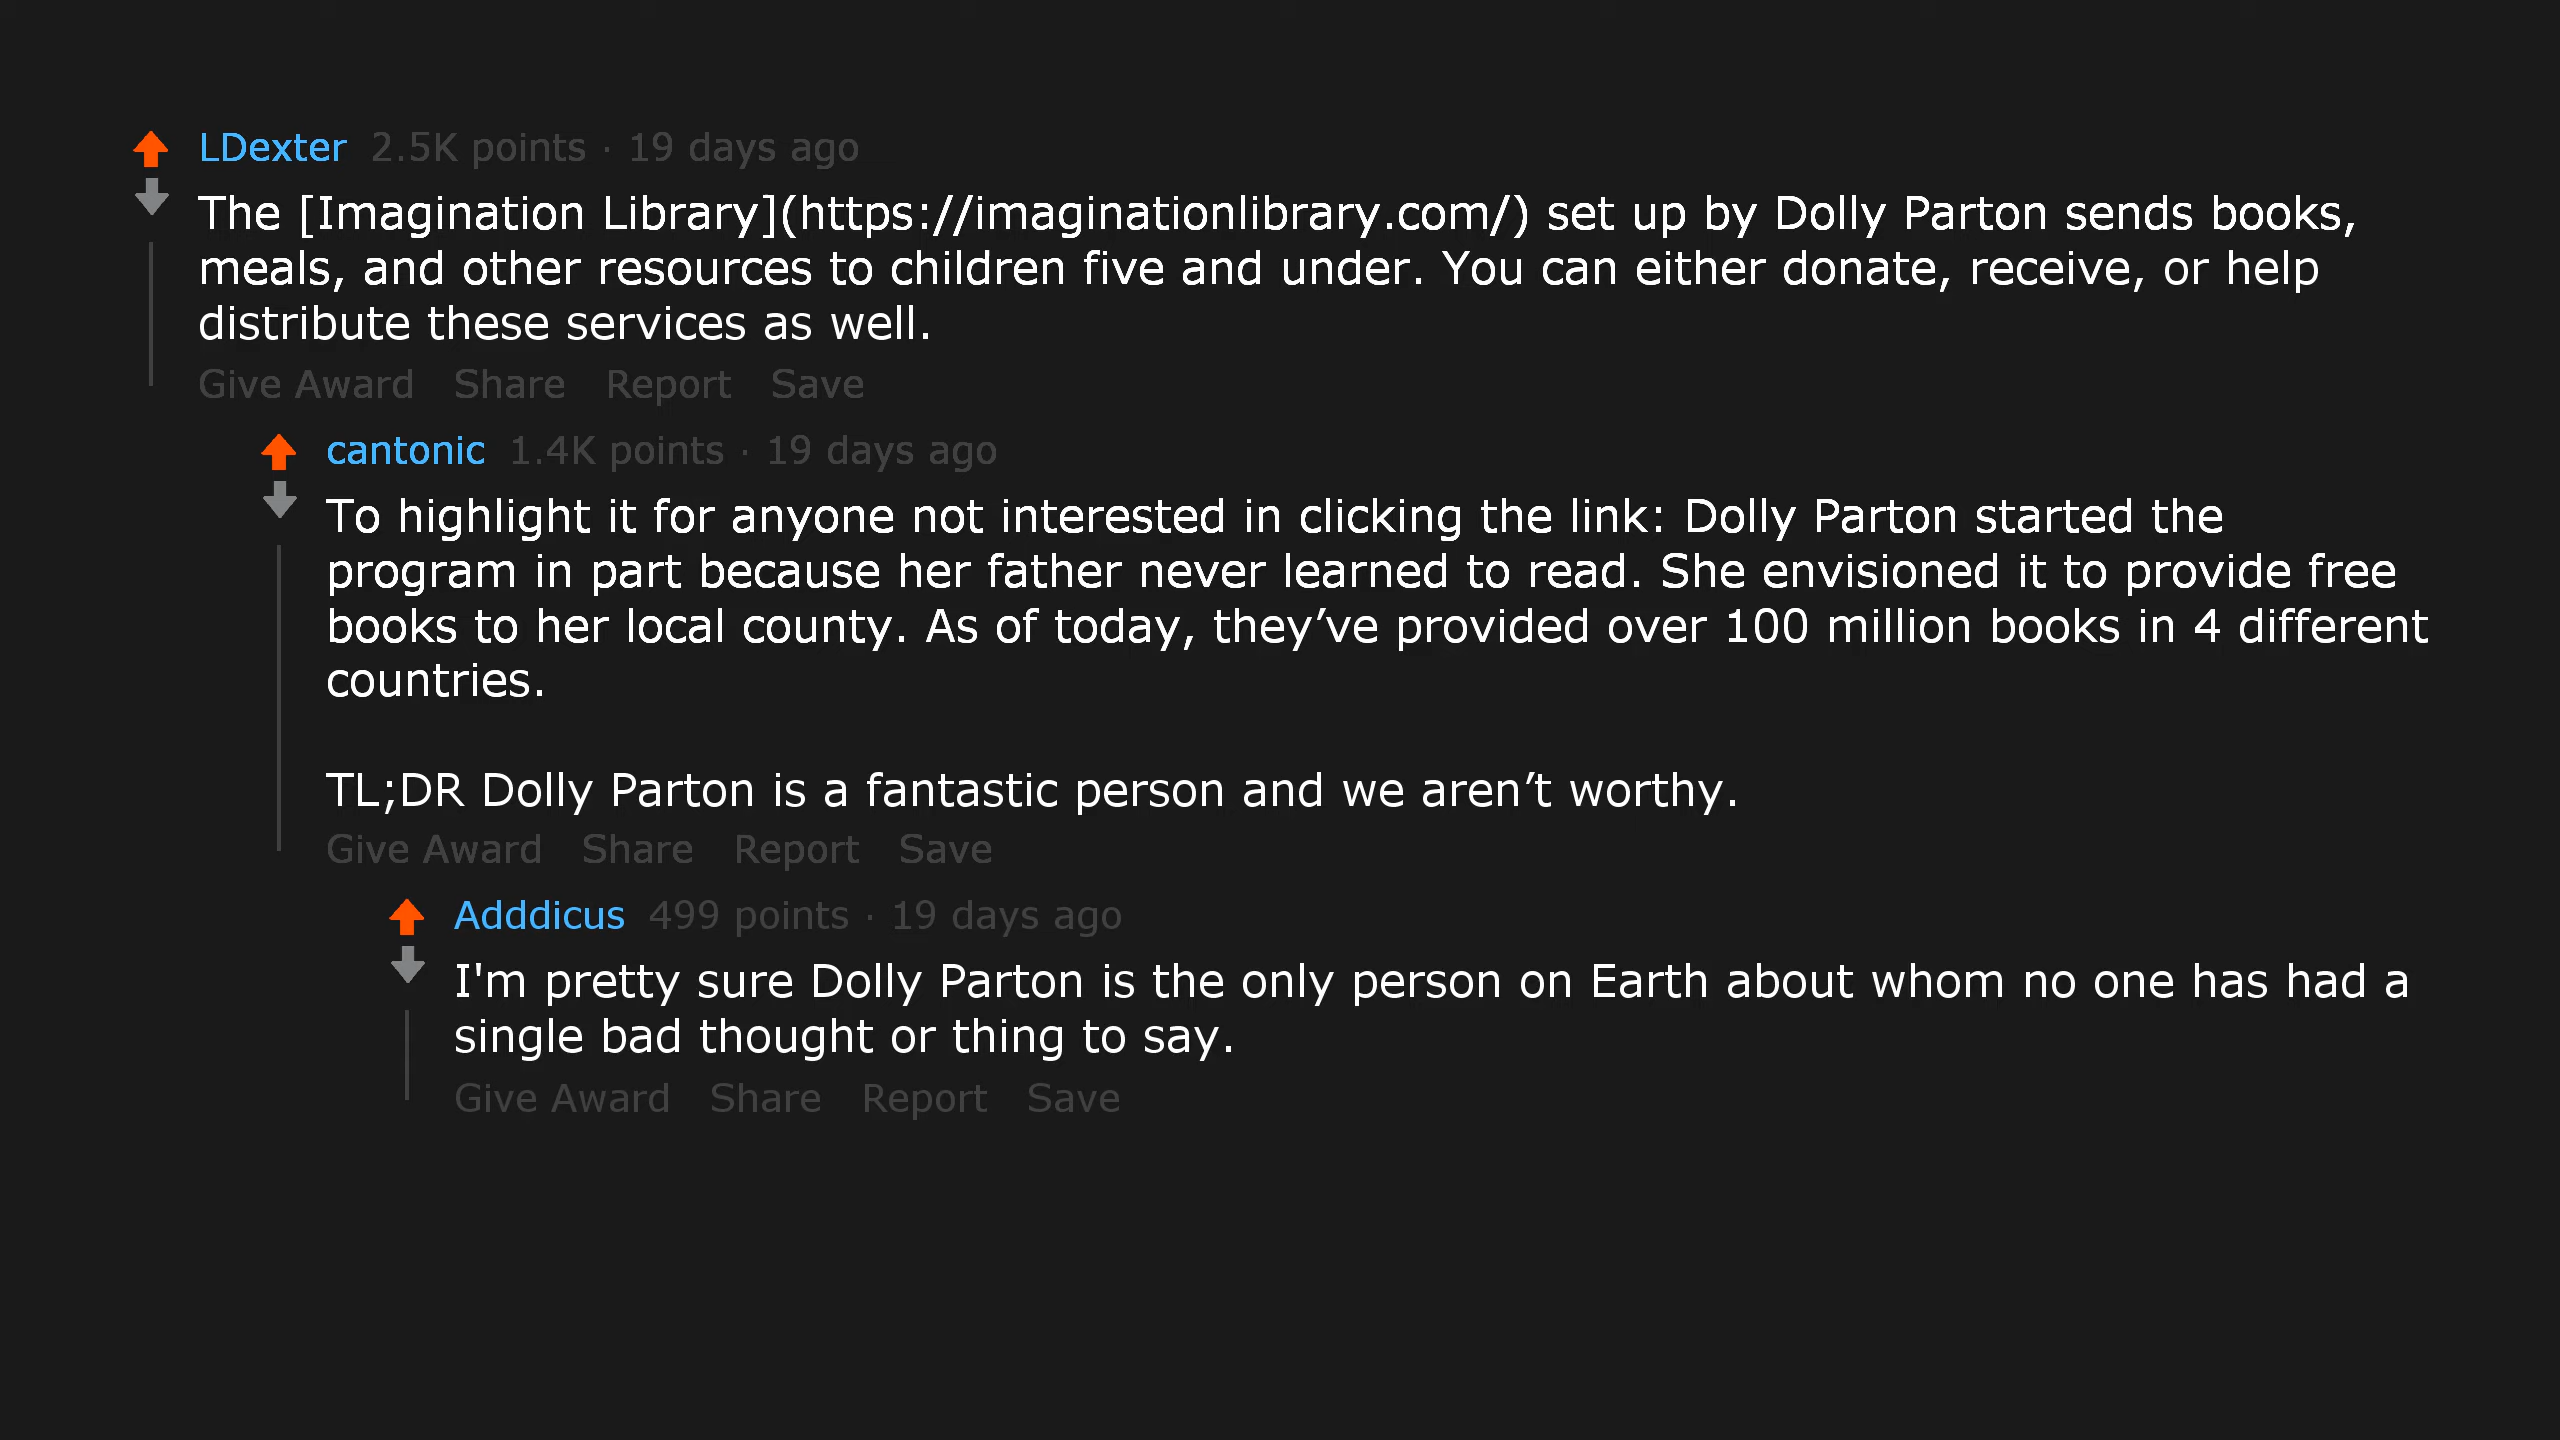 LDexter 2.5K points · 19 days ago
The [Imagination Library](https://imaginationlibrary.com/) set up by Dolly Parton sends books,
meals, and other resources to children five and under. You can either donate, receive, or help
distribute these services as well.
Give Award Share Report Save
cantonic 1.4K points · 19 days ago
To highlight it for anyone not interested in clicking the link: Dolly Parton started the
program in part because her father never learned to read. She envisioned it to provide free
books to her local county. As of today, they’ve provided over 100 million books in 4 different
countries.
TL;DR Dolly Parton is a fantastic person and we aren’t worthy.
Give Award Share Report Save
Adddicus 499 points · 19 days ago
I'm pretty sure Dolly Parton is the only person on Earth about whom no one has had a
single bad thought or thing to say.
Give Award Share Report Save